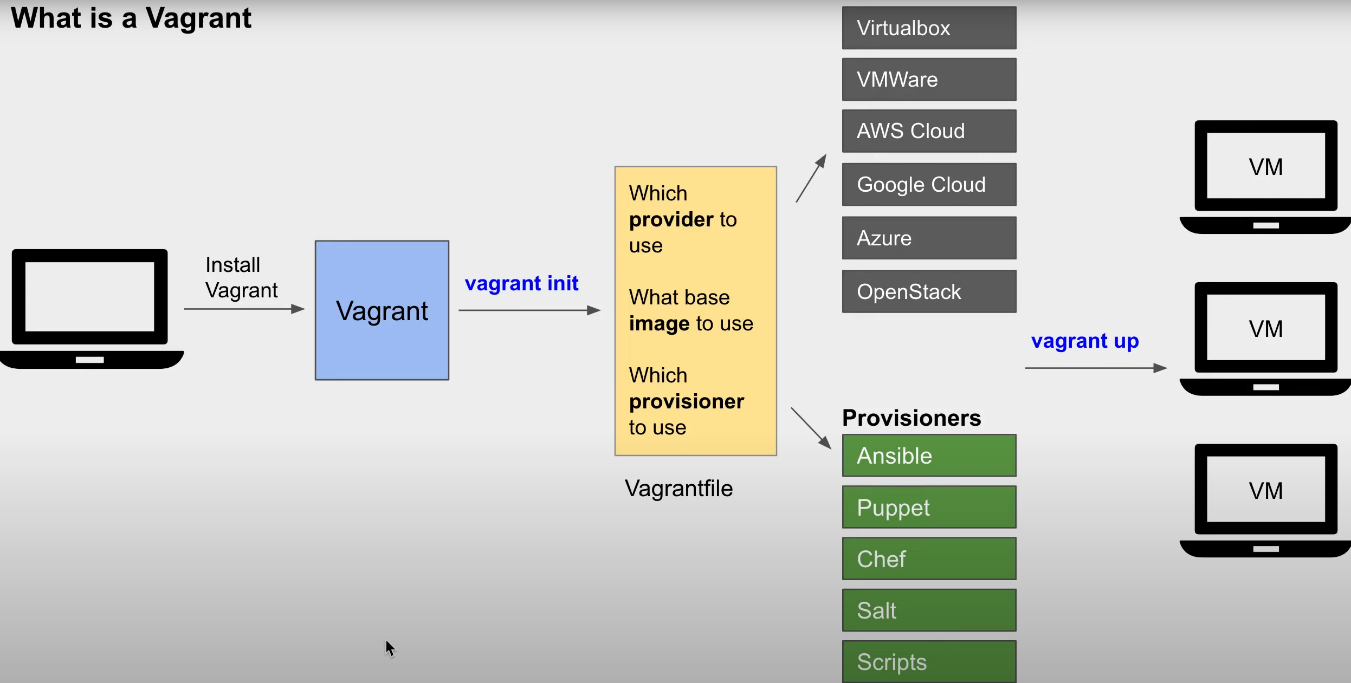 What is a Vagrant
Install
Vagrant
Vagrant
vagrant init
Which
provider to
use
What base
image to use
Which
provisioner
to use
Vagrantfile
Virtualbox
VMWare
AWS Cloud
Google Cloud
Azure
OpenStack
Provisioners
Ansible
Puppet
Chef
Salt
Scripts
vagrant up
VM
VM
VM